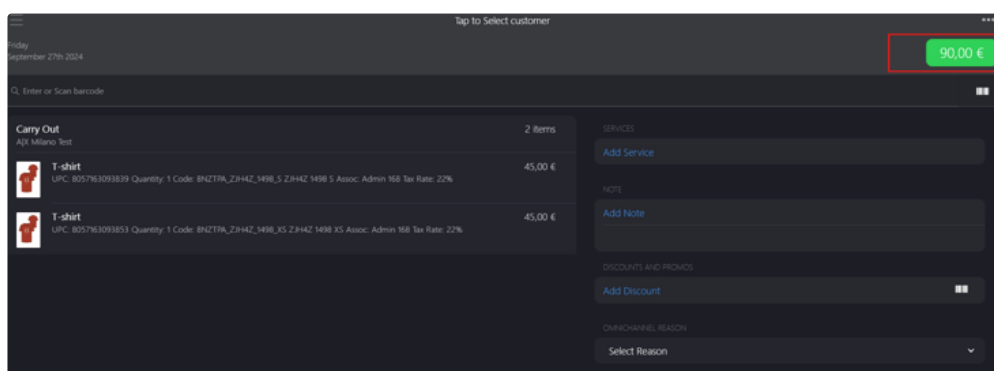 Tap to Select customer
Friday
September 27th 2024
90,00 €
Enter or Scan barcode
Carry Out
2 items
A|X Milano Test
T-shirt
45,00 €
UPC: 8057163093839 Quantity: 1 Code: 8NZTPA_ZJH4Z_1498_S ZJH4Z 1498 S Assoc: Admin 168 Tax Rate: 22%
T-shirt
45,00 €
UPC: 8057163093853 Quantity: 1 Code: 8NZTPA_ZJH4Z_1498_XS ZJH4Z 1498 XS Assoc: Admin 168 Tax Rate: 22%
SERVICES
Add Service
NOTE
Add Note
DISCOUNTS AND PROMOS
Add Discount
OMNICHANNEL REASON
Select Reason